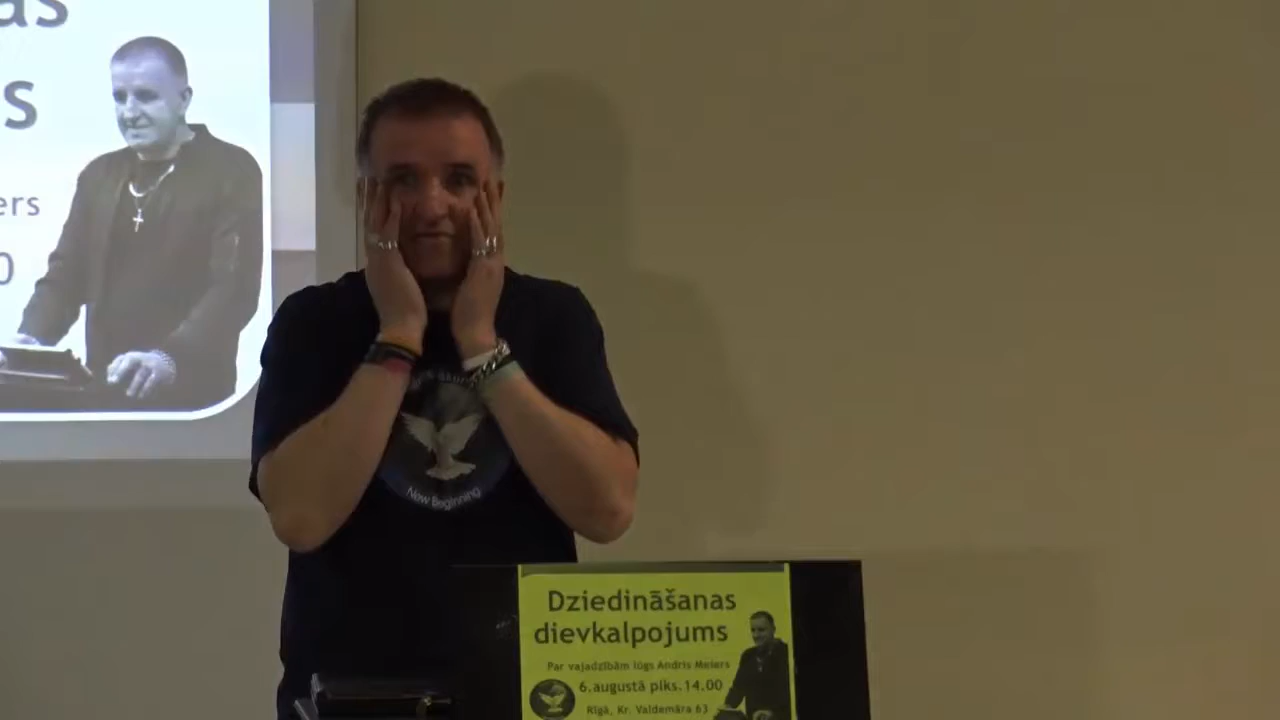 as
s
ers
0
New Beginning
Dziedināšanas
dievkalpojums
Par vajadzībām lūgs Andris Meiers
6.augustā plks.14.00
Rīgā, Kr. Valdemāra 63